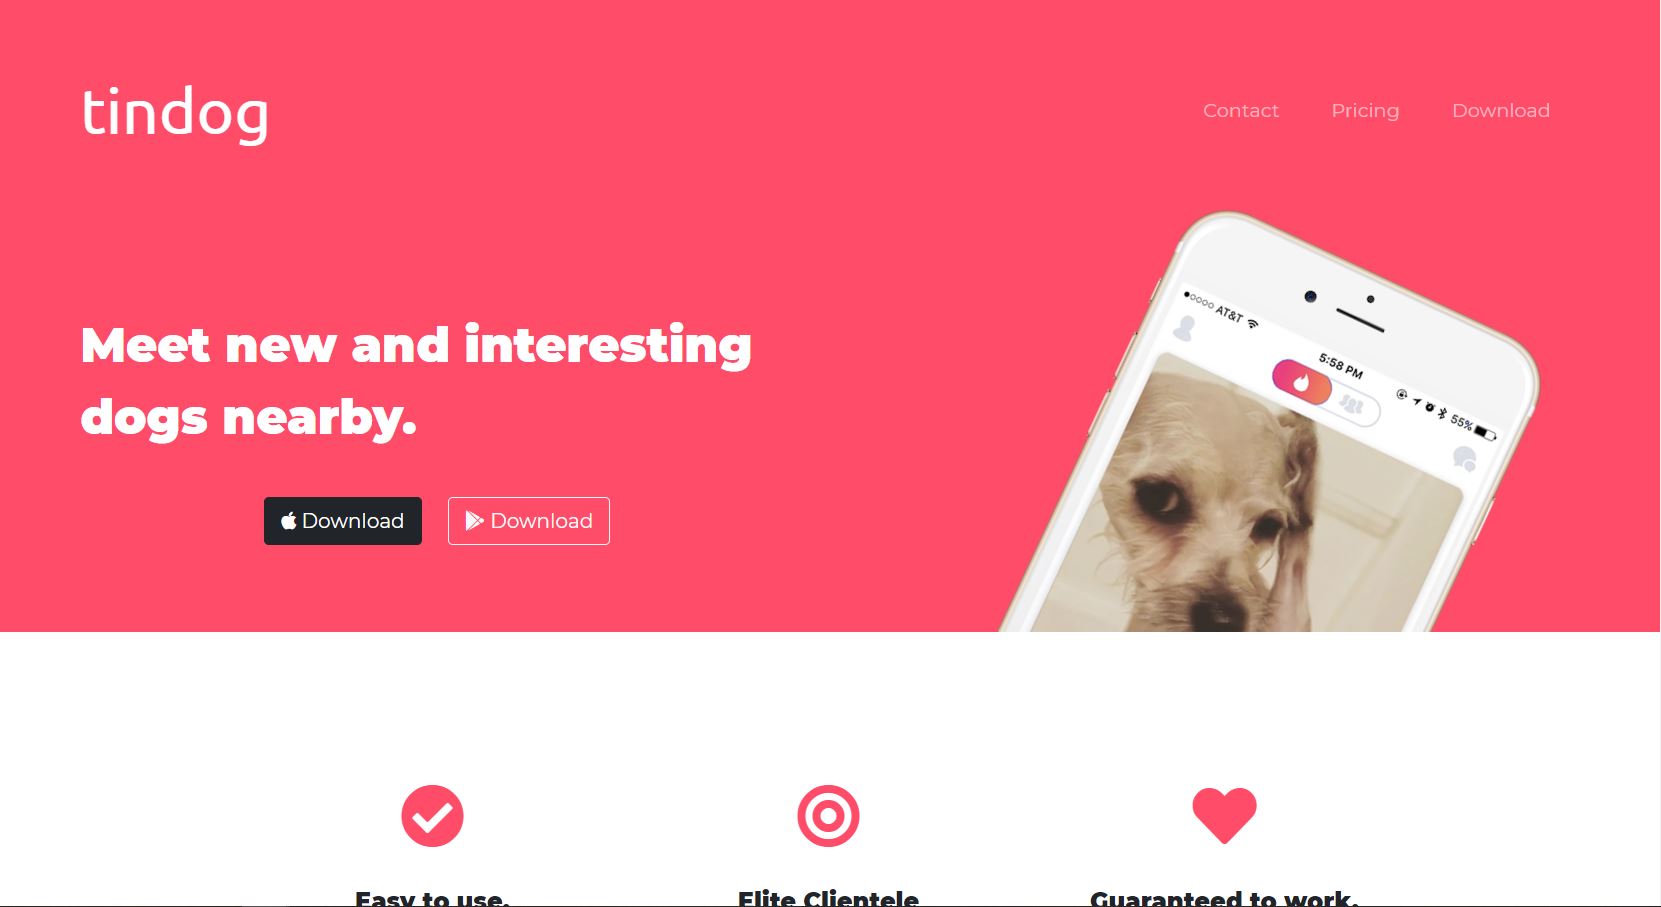 tindog
Contact Pricing Download
Meet new and interesting
dogs nearby.
Download Download
AT&T 5:58 PM 55%
Easy to use. Elite Clientele Guaranteed to work.